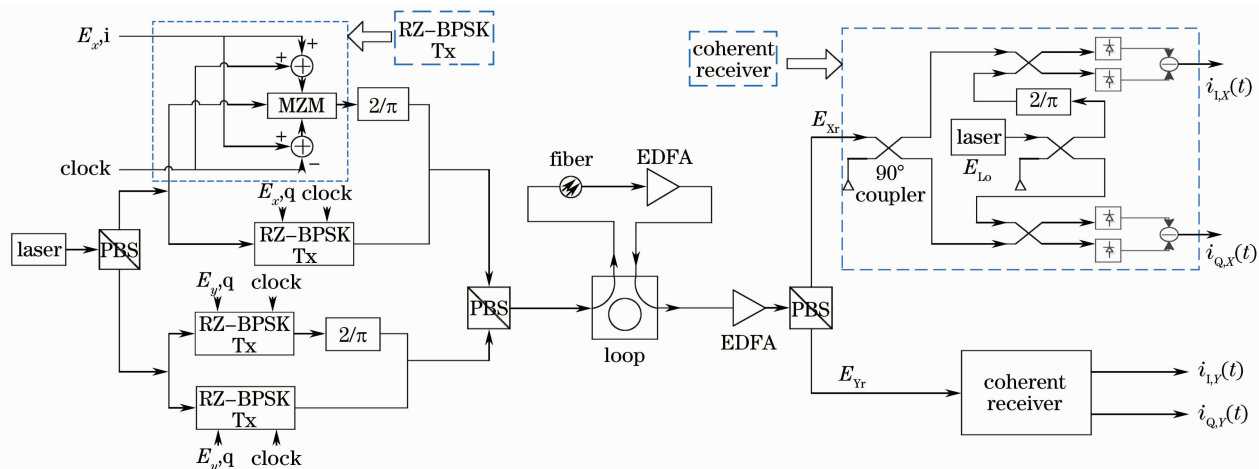 E_x,i
+
+
MZM
2/π
+
−
clock
RZ−BPSK
Tx
E_x,q clock
RZ−BPSK
Tx
laser
PBS
E_y,q clock
RZ−BPSK
Tx
2/π
RZ−BPSK
Tx
E_y,q clock
PBS
fiber
EDFA
loop
EDFA
PBS
coherent
receiver
E_Xr
90°
coupler
laser
E_Lo
2/π
i_I,X(t)
i_Q,X(t)
E_Yr
coherent
receiver
i_I,Y(t)
i_Q,Y(t)